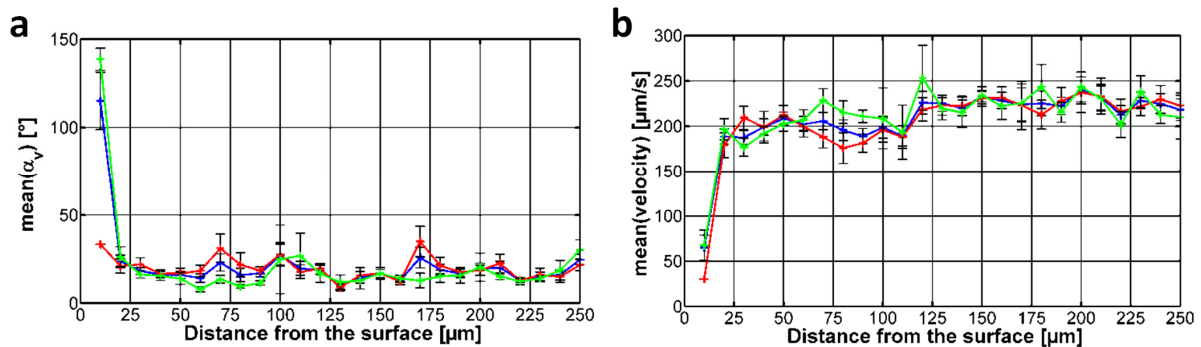 a
150
100
50
0
mean(αv) [°]
0 25 50 75 100 125 150 175 200 225 250
Distance from the surface [µm]
b
300
250
200
150
100
50
0
mean(velocity) [µm/s]
0 25 50 75 100 125 150 175 200 225 250
Distance from the surface [µm]